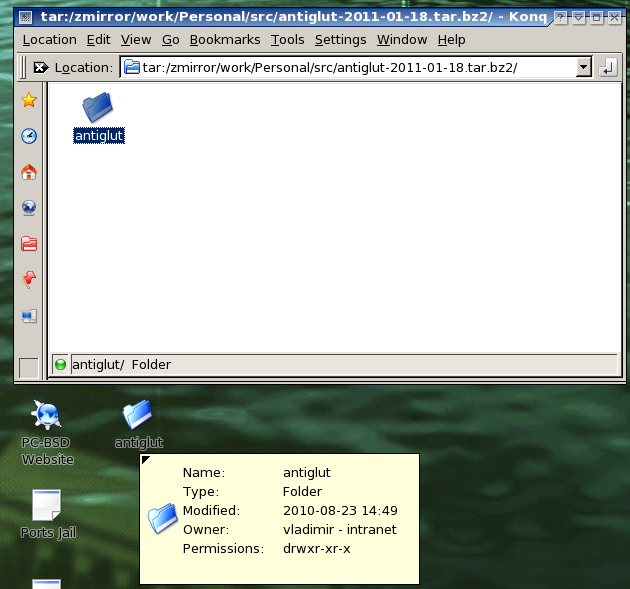 tar:/zmirror/work/Personal/src/antiglut-2011-01-18.tar.bz2/ - Konq
Location Edit View Go Bookmarks Tools Settings Window Help
Location: tar:/zmirror/work/Personal/src/antiglut-2011-01-18.tar.bz2/
antiglut
antiglut/ Folder
PC-BSD
Website
antiglut
Name: antiglut
Type: Folder
Modified: 2010-08-23 14:49
Owner: vladimir - intranet
Permissions: drwxr-xr-x
Ports Jail